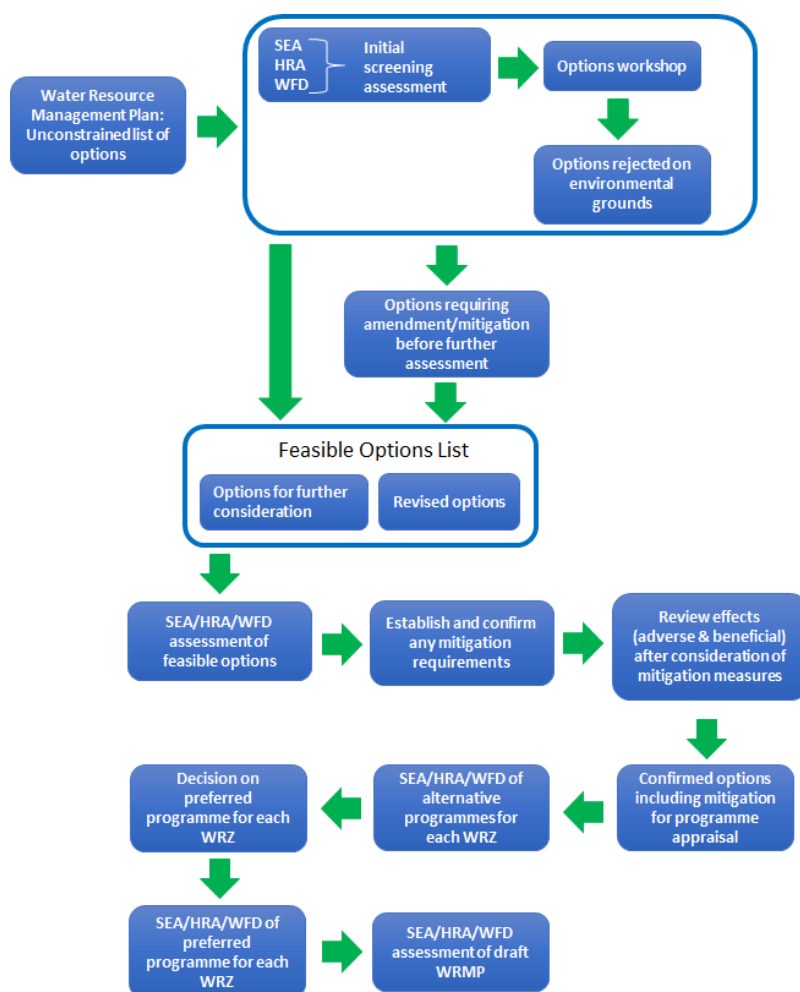 Water Resource
Management Plan:
Unconstrained list of
options
SEA
HRA
WFD
Initial
screening
assessment
Options workshop
Options rejected on
environmental
grounds
Options requiring
amendment/mitigation
before further
assessment
Feasible Options List
Options for further
consideration
Revised options
SEA/HRA/WFD
assessment of
feasible options
Establish and confirm
any mitigation
requirements
Review effects
(adverse & beneficial)
after consideration of
mitigation measures
Confirmed options
including mitigation
for programme
appraisal
SEA/HRA/WFD of
alternative
programmes for
each WRZ
Decision on
preferred
programme for each
WRZ
SEA/HRA/WFD of
preferred
programme for each
WRZ
SEA/HRA/WFD
assessment of draft
WRMP